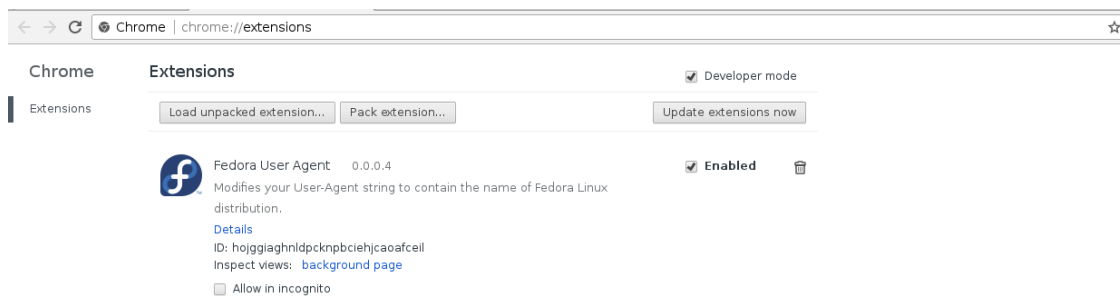 Chrome | chrome://extensions
Chrome
Extensions
Developer mode
Extensions
Load unpacked extension... Pack extension... Update extensions now
Fedora User Agent 0.0.0.4 Enabled
Modifies your User-Agent string to contain the name of Fedora Linux
distribution.
Details
ID: hojggiaghnldpcknpbciehjcaoafceil
Inspect views: background page
Allow in incognito